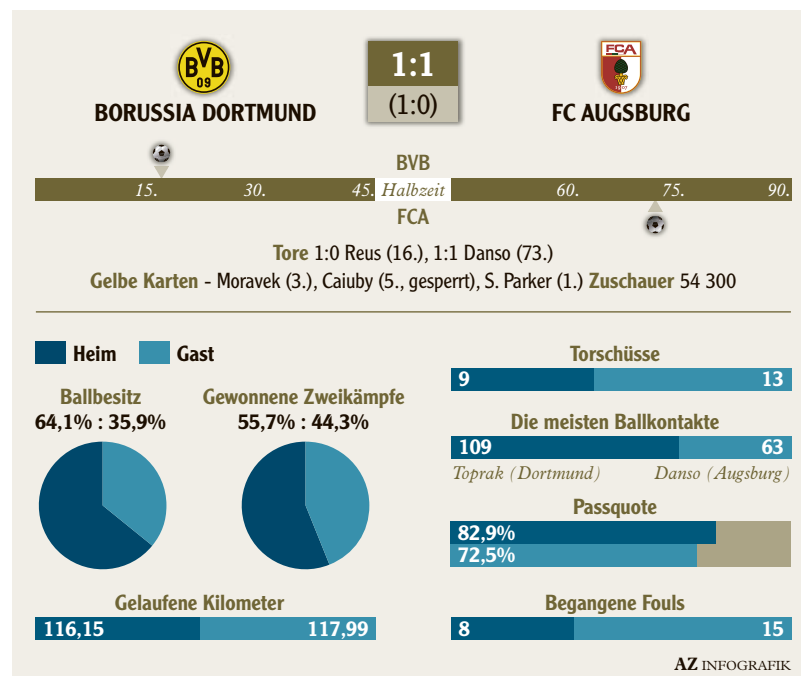 BVB
09
1:1
(1:0)
FCA
1907
BORUSSIA DORTMUND
FC AUGSBURG
BVB
15. 30. 45. Halbzeit 60. 75. 90.
FCA
Tore 1:0 Reus (16.), 1:1 Danso (73.)
Gelbe Karten - Moravek (3.), Caiuby (5., gesperrt), S. Parker (1.) Zuschauer 54 300
Heim Gast
Ballbesitz
64,1% : 35,9%
Gewonnene Zweikämpfe
55,7% : 44,3%
Gelaufene Kilometer
116,15 117,99
Torschüsse
9 13
Die meisten Ballkontakte
109 63
Toprak (Dortmund) Danso (Augsburg)
Passquote
82,9%
72,5%
Begangene Fouls
8 15
AZ INFOGRAFIK